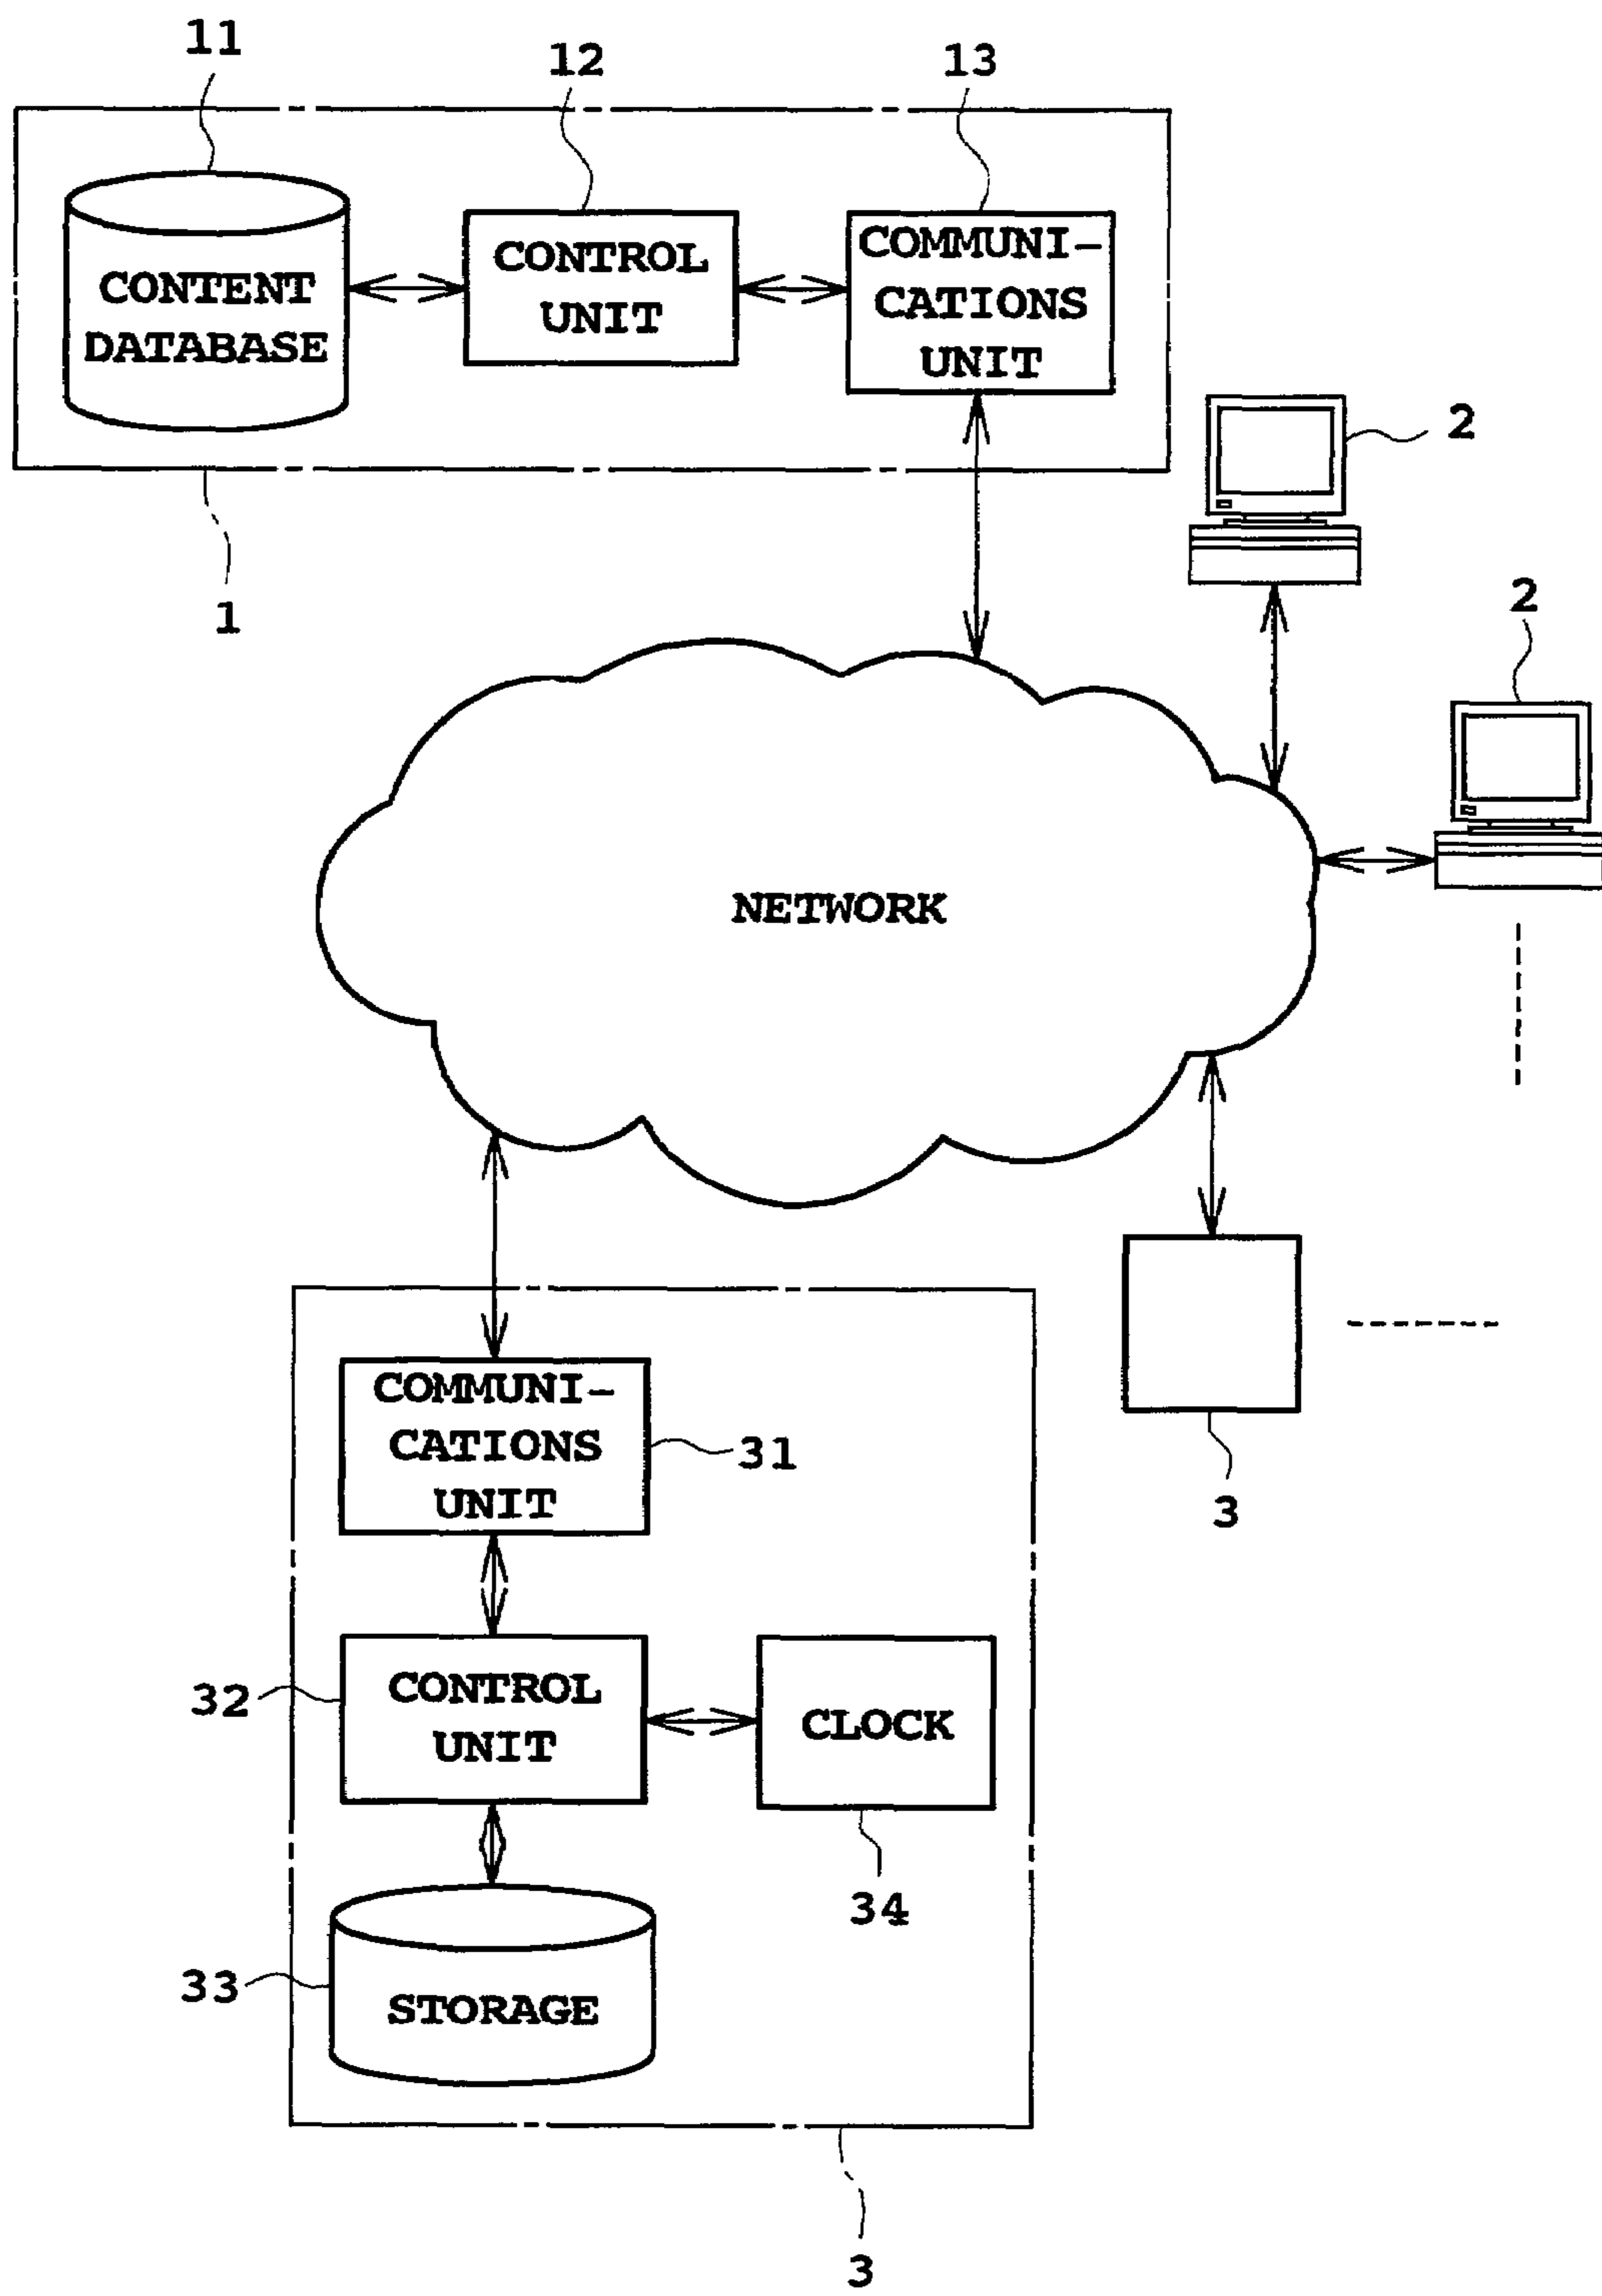 11
12
13
CONTENT
DATABASE
CONTROL
UNIT
COMMUNI-
CATIONS
UNIT
1
2
2
NETWORK
COMMUNI-
CATIONS
UNIT
31
3
32
CONTROL
UNIT
CLOCK
34
33
STORAGE
3